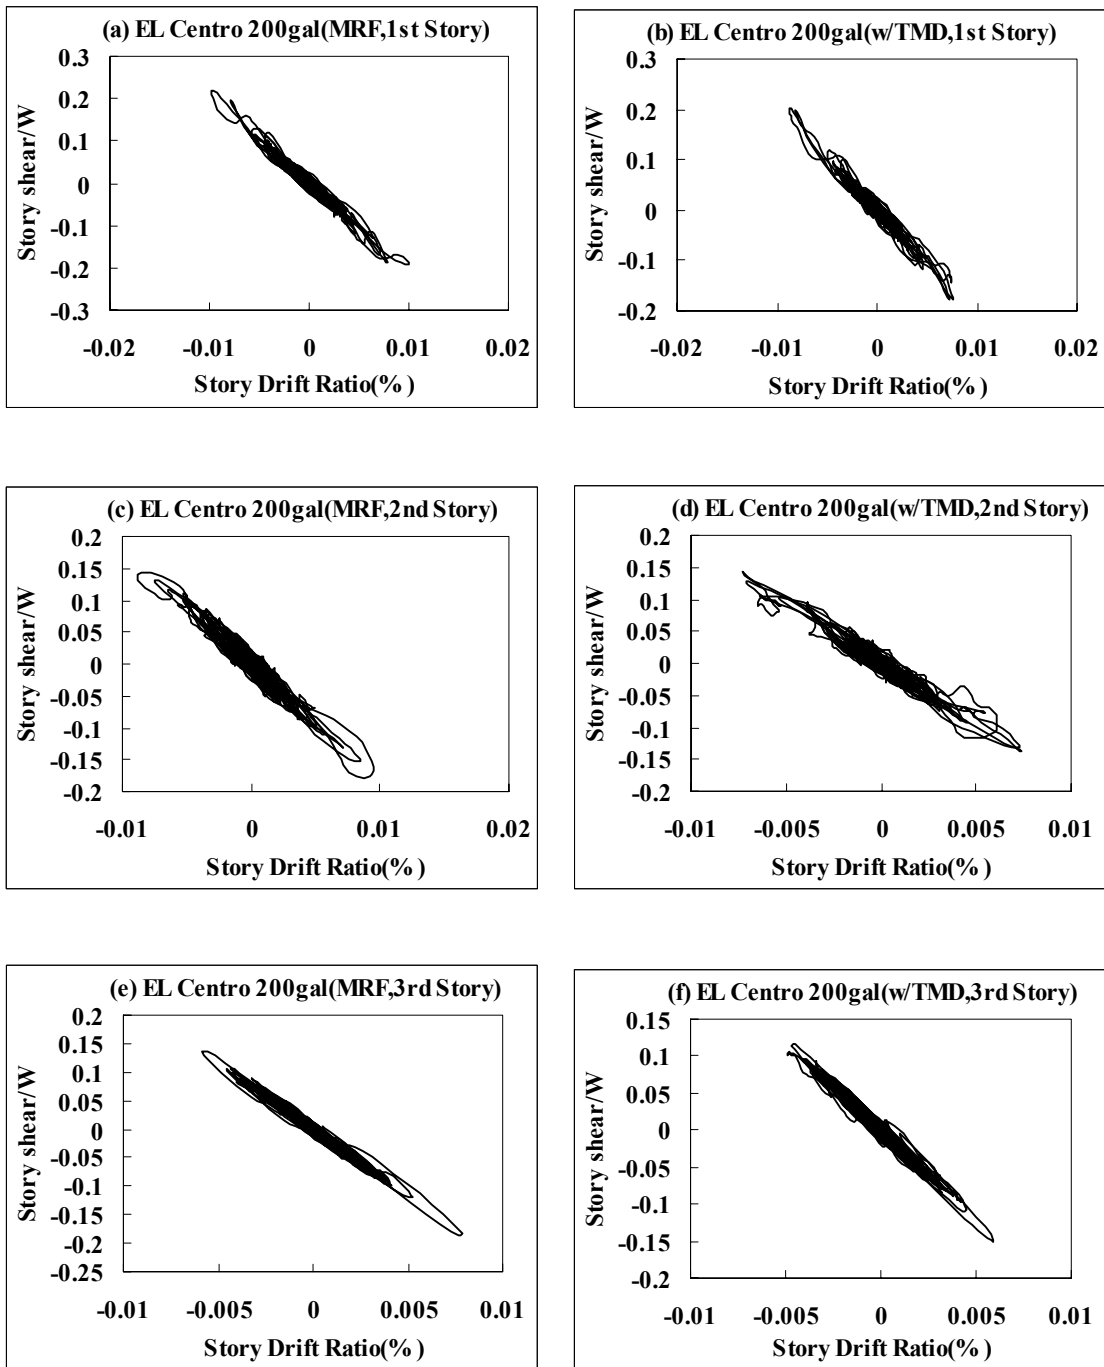 (a) EL Centro 200gal(MRF,1st Story)
0.3
0.2
0.1
0
-0.1
-0.2
-0.3
Story shear/W
-0.02 -0.01 0 0.01 0.02
Story Drift Ratio(%)
(b) EL Centro 200gal(w/TMD,1st Story)
0.3
0.2
0.1
0
-0.1
-0.2
Story shear/W
-0.02 -0.01 0 0.01 0.02
Story Drift Ratio(%)
(c) EL Centro 200gal(MRF,2nd Story)
0.2
0.15
0.1
0.05
0
-0.05
-0.1
-0.15
-0.2
Story shear/W
-0.01 0 0.01 0.02
Story Drift Ratio(%)
(d) EL Centro 200gal(w/TMD,2nd Story)
0.2
0.15
0.1
0.05
0
-0.05
-0.1
-0.15
-0.2
Story shear/W
-0.01 -0.005 0 0.005 0.01
Story Drift Ratio(%)
(e) EL Centro 200gal(MRF,3rd Story)
0.2
0.15
0.1
0.05
0
-0.05
-0.1
-0.15
-0.2
-0.25
Story shear/W
-0.01 -0.005 0 0.005 0.01
Story Drift Ratio(%)
(f) EL Centro 200gal(w/TMD,3rd Story)
0.15
0.1
0.05
0
-0.05
-0.1
-0.15
-0.2
Story shear/W
-0.01 -0.005 0 0.005 0.01
Story Drift Ratio(%)